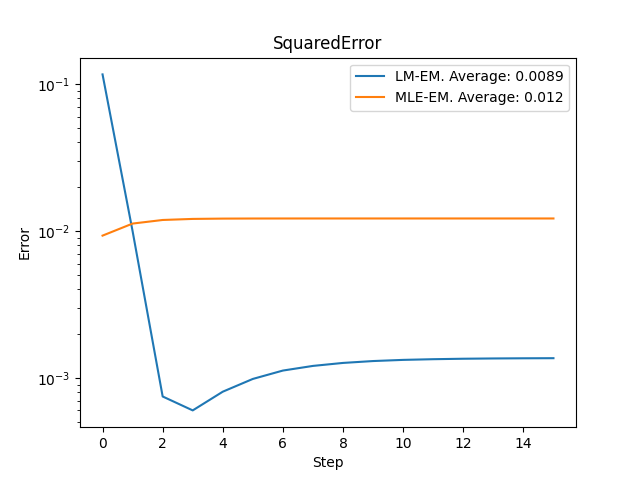 SquaredError
LM-EM. Average: 0.0089
MLE-EM. Average: 0.012
10⁻¹
10⁻²
10⁻³
Error
0 2 4 6 8 10 12 14
Step